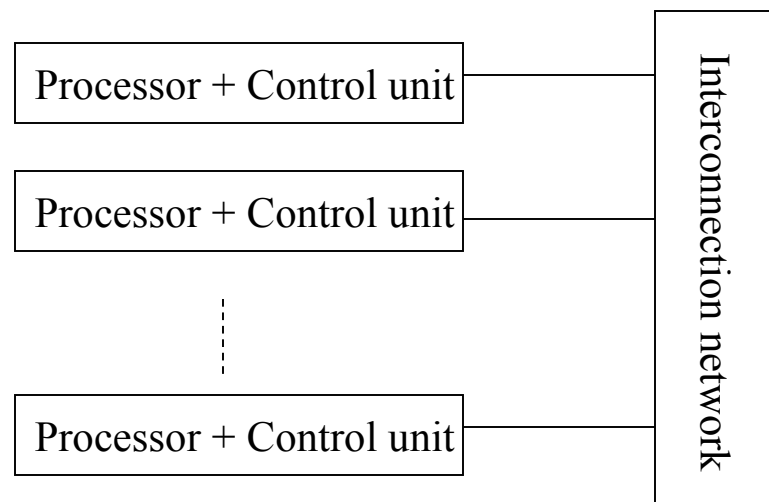 Processor + Control unit
Processor + Control unit
Processor + Control unit
Interconnection network